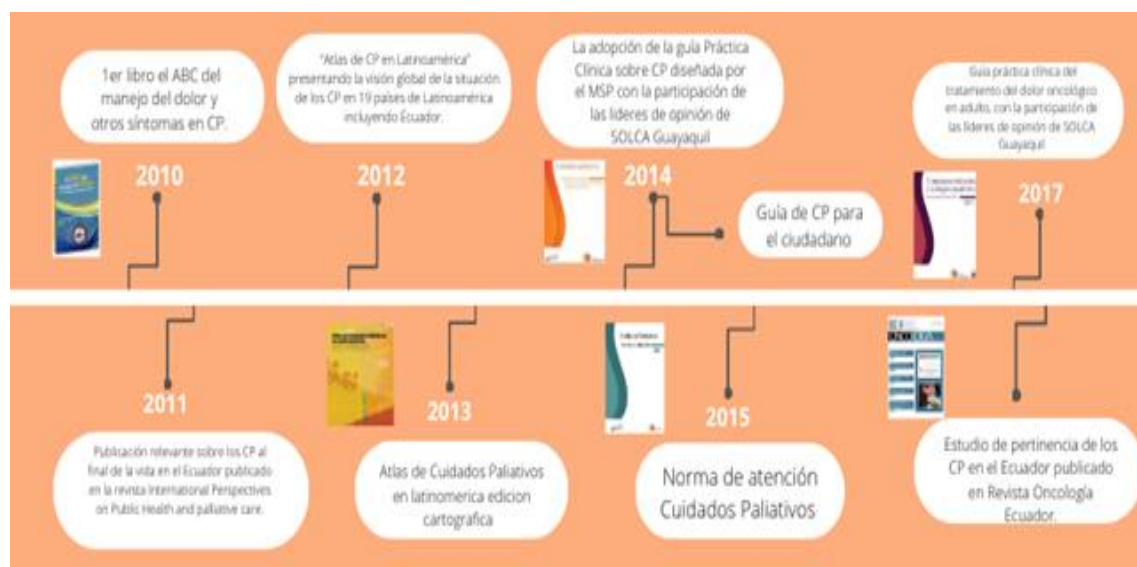 1er libro el ABC del
manejo del dolor y
otros síntomas en CP.
2010
"Atlas de CP en Latinoamérica"
presentando la visión global de la situación
de los CP en 19 países de Latinoamérica
incluyendo Ecuador.
2012
La adopción de la guía Práctica
Clínica sobre CP diseñada por
el MSP con la participación de
las líderes de opinión de
SOLCA Guayaquil
2014
Guía de CP para
el ciudadano
Guia práctica clínica del
tratamiento del dolor oncológico
en adulto, con la participación de
las líderes de opinión de SOLCA
Guayaquil
2017
2011
Publicación relevante sobre los CP al
final de la vida en el Ecuador publicado
en la revista International Perspectives
on Public Health and palliative care.
2013
Atlas de Cuidados Paliativos
en latinomerica edicion
cartografica
2015
Norma de atención
Cuidados Paliativos
Estudio de pertinencia de los
CP en el Ecuador publicado
en Revista Oncología
Ecuador.